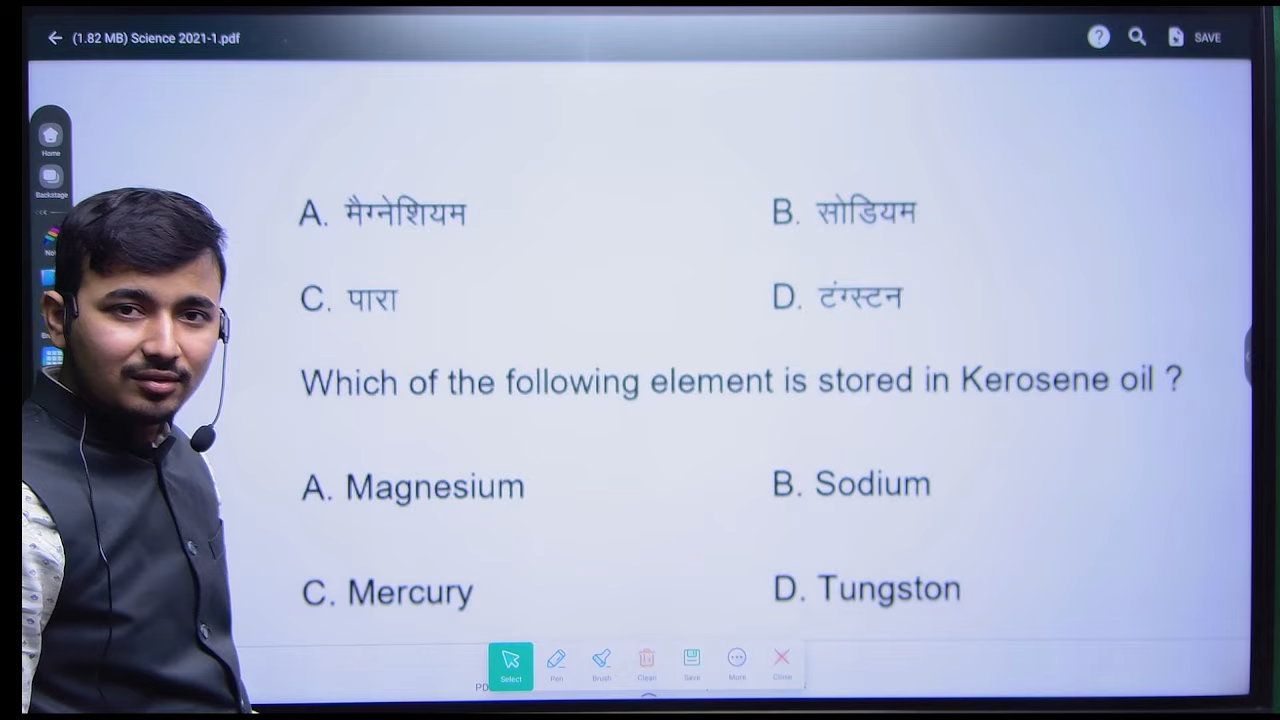 (1.82 MB) Science 2021-1.pdf
SAVE
Home
Backstage
A. मैग्नेशियम B. सोडियम
C. पारा D. टंग्स्टन
Which of the following element is stored in Kerosene oil ?
A. Magnesium B. Sodium
C. Mercury D. Tungston
Select Pen Brush Clean Save More Close